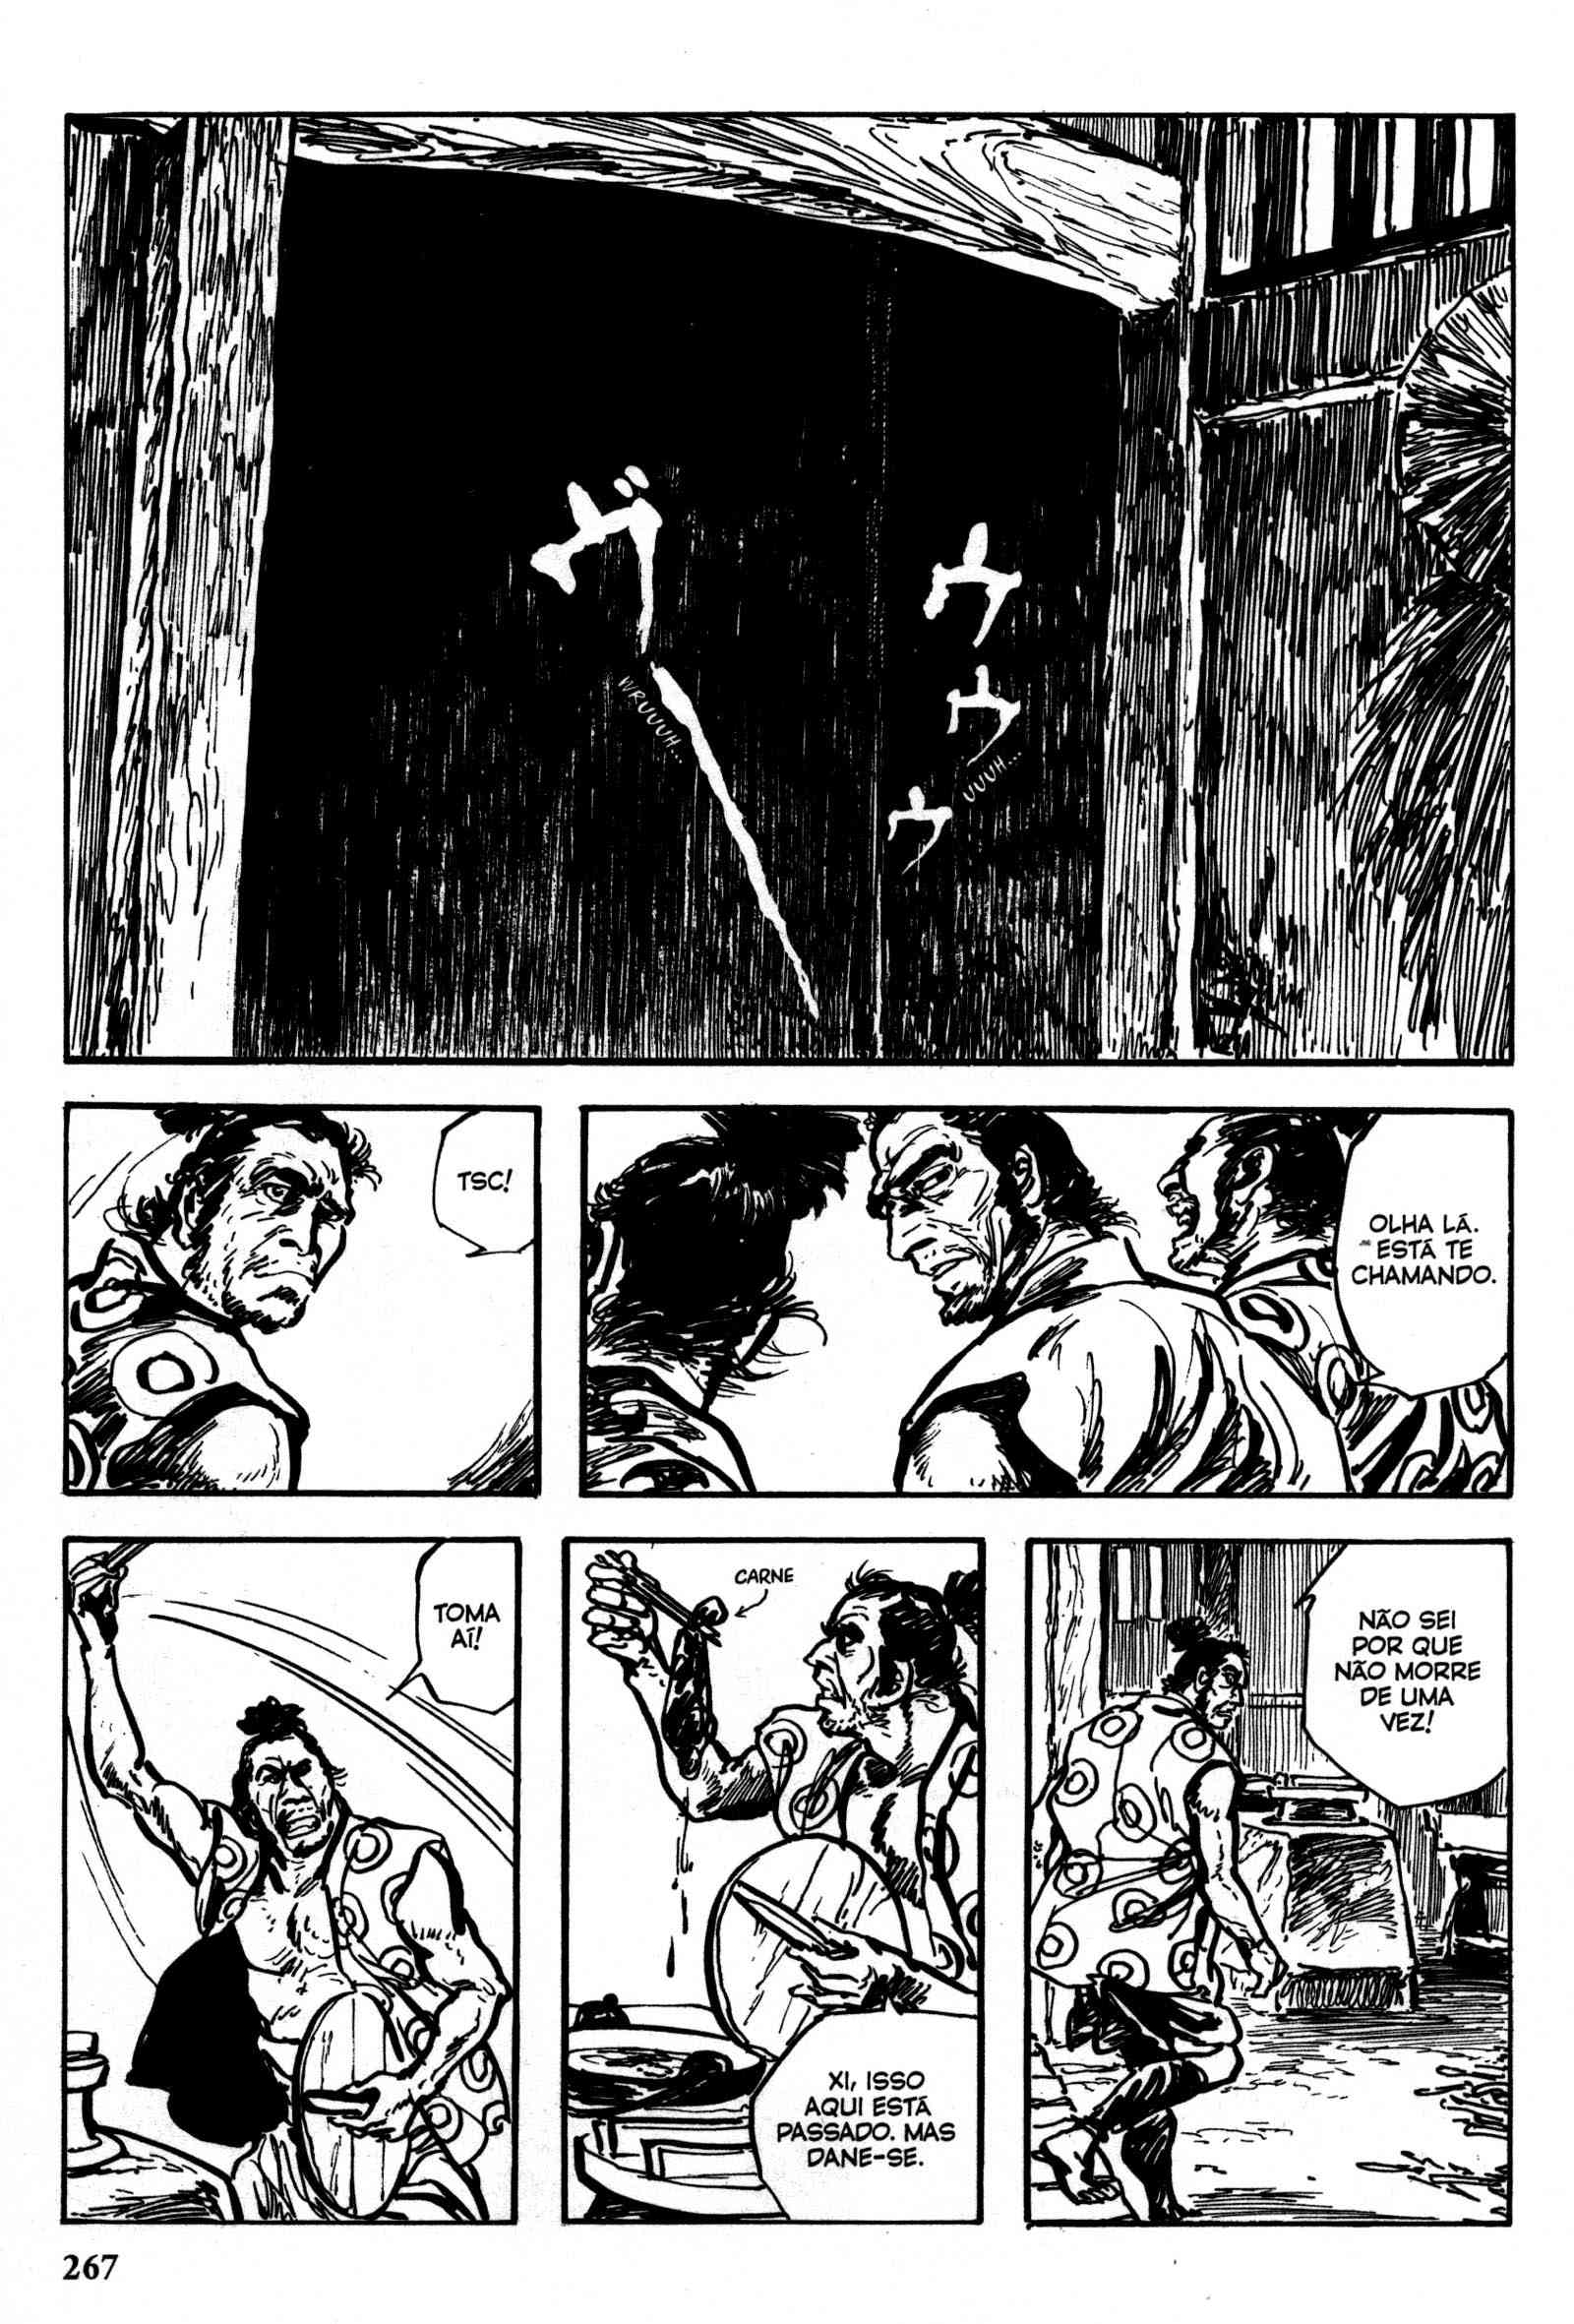 ウ
ウ
ウ
UUUH...
ヴ
WRUUUH...
OLHA LÁ.
ESTÁ TE
CHAMANDO.
TSC!
NÃO SEI
POR QUE
NÃO MORRE
DE UMA
VEZ!
CARNE
XI, ISSO
AQUI ESTÁ
PASSADO. MAS
DANE-SE.
TOMA
AÍ!
267